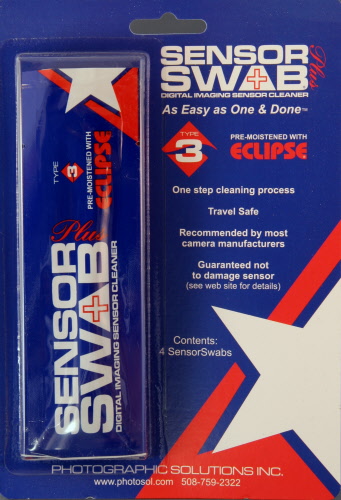 SENSOR
SWAB Plus
DIGITAL IMAGING SENSOR CLEANER
As Easy as One & Done™
TYPE
3
PRE-MOISTENED WITH
ECLIPSE
One step cleaning process
Travel Safe
Recommended by most
camera manufacturers
Guaranteed not
to damage sensor
(see web site for details)
Contents:
4 SensorSwabs
TYPE
3
PRE-MOISTENED WITH
ECLIPSE
Plus
SENSOR
SWAB
DIGITAL IMAGING SENSOR CLEANER
PHOTOGRAPHIC SOLUTIONS INC.
www.photosol.com 508-759-2322